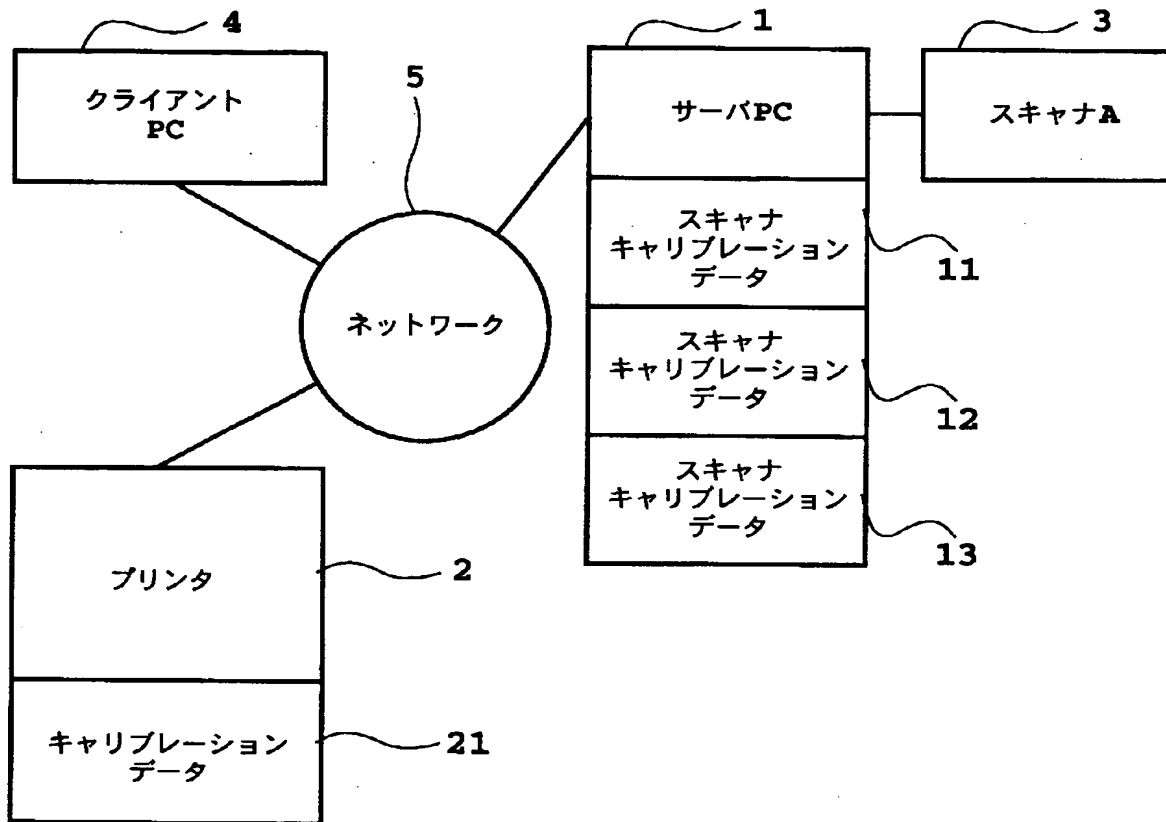 4
クライアント
PC
5
ネットワーク
1
サーバPC
3
スキャナA
スキャナ
キャリブレーション
データ
11
スキャナ
キャリブレーション
データ
12
スキャナ
キャリブレーション
データ
13
プリンタ
2
キャリブレーション
データ
21